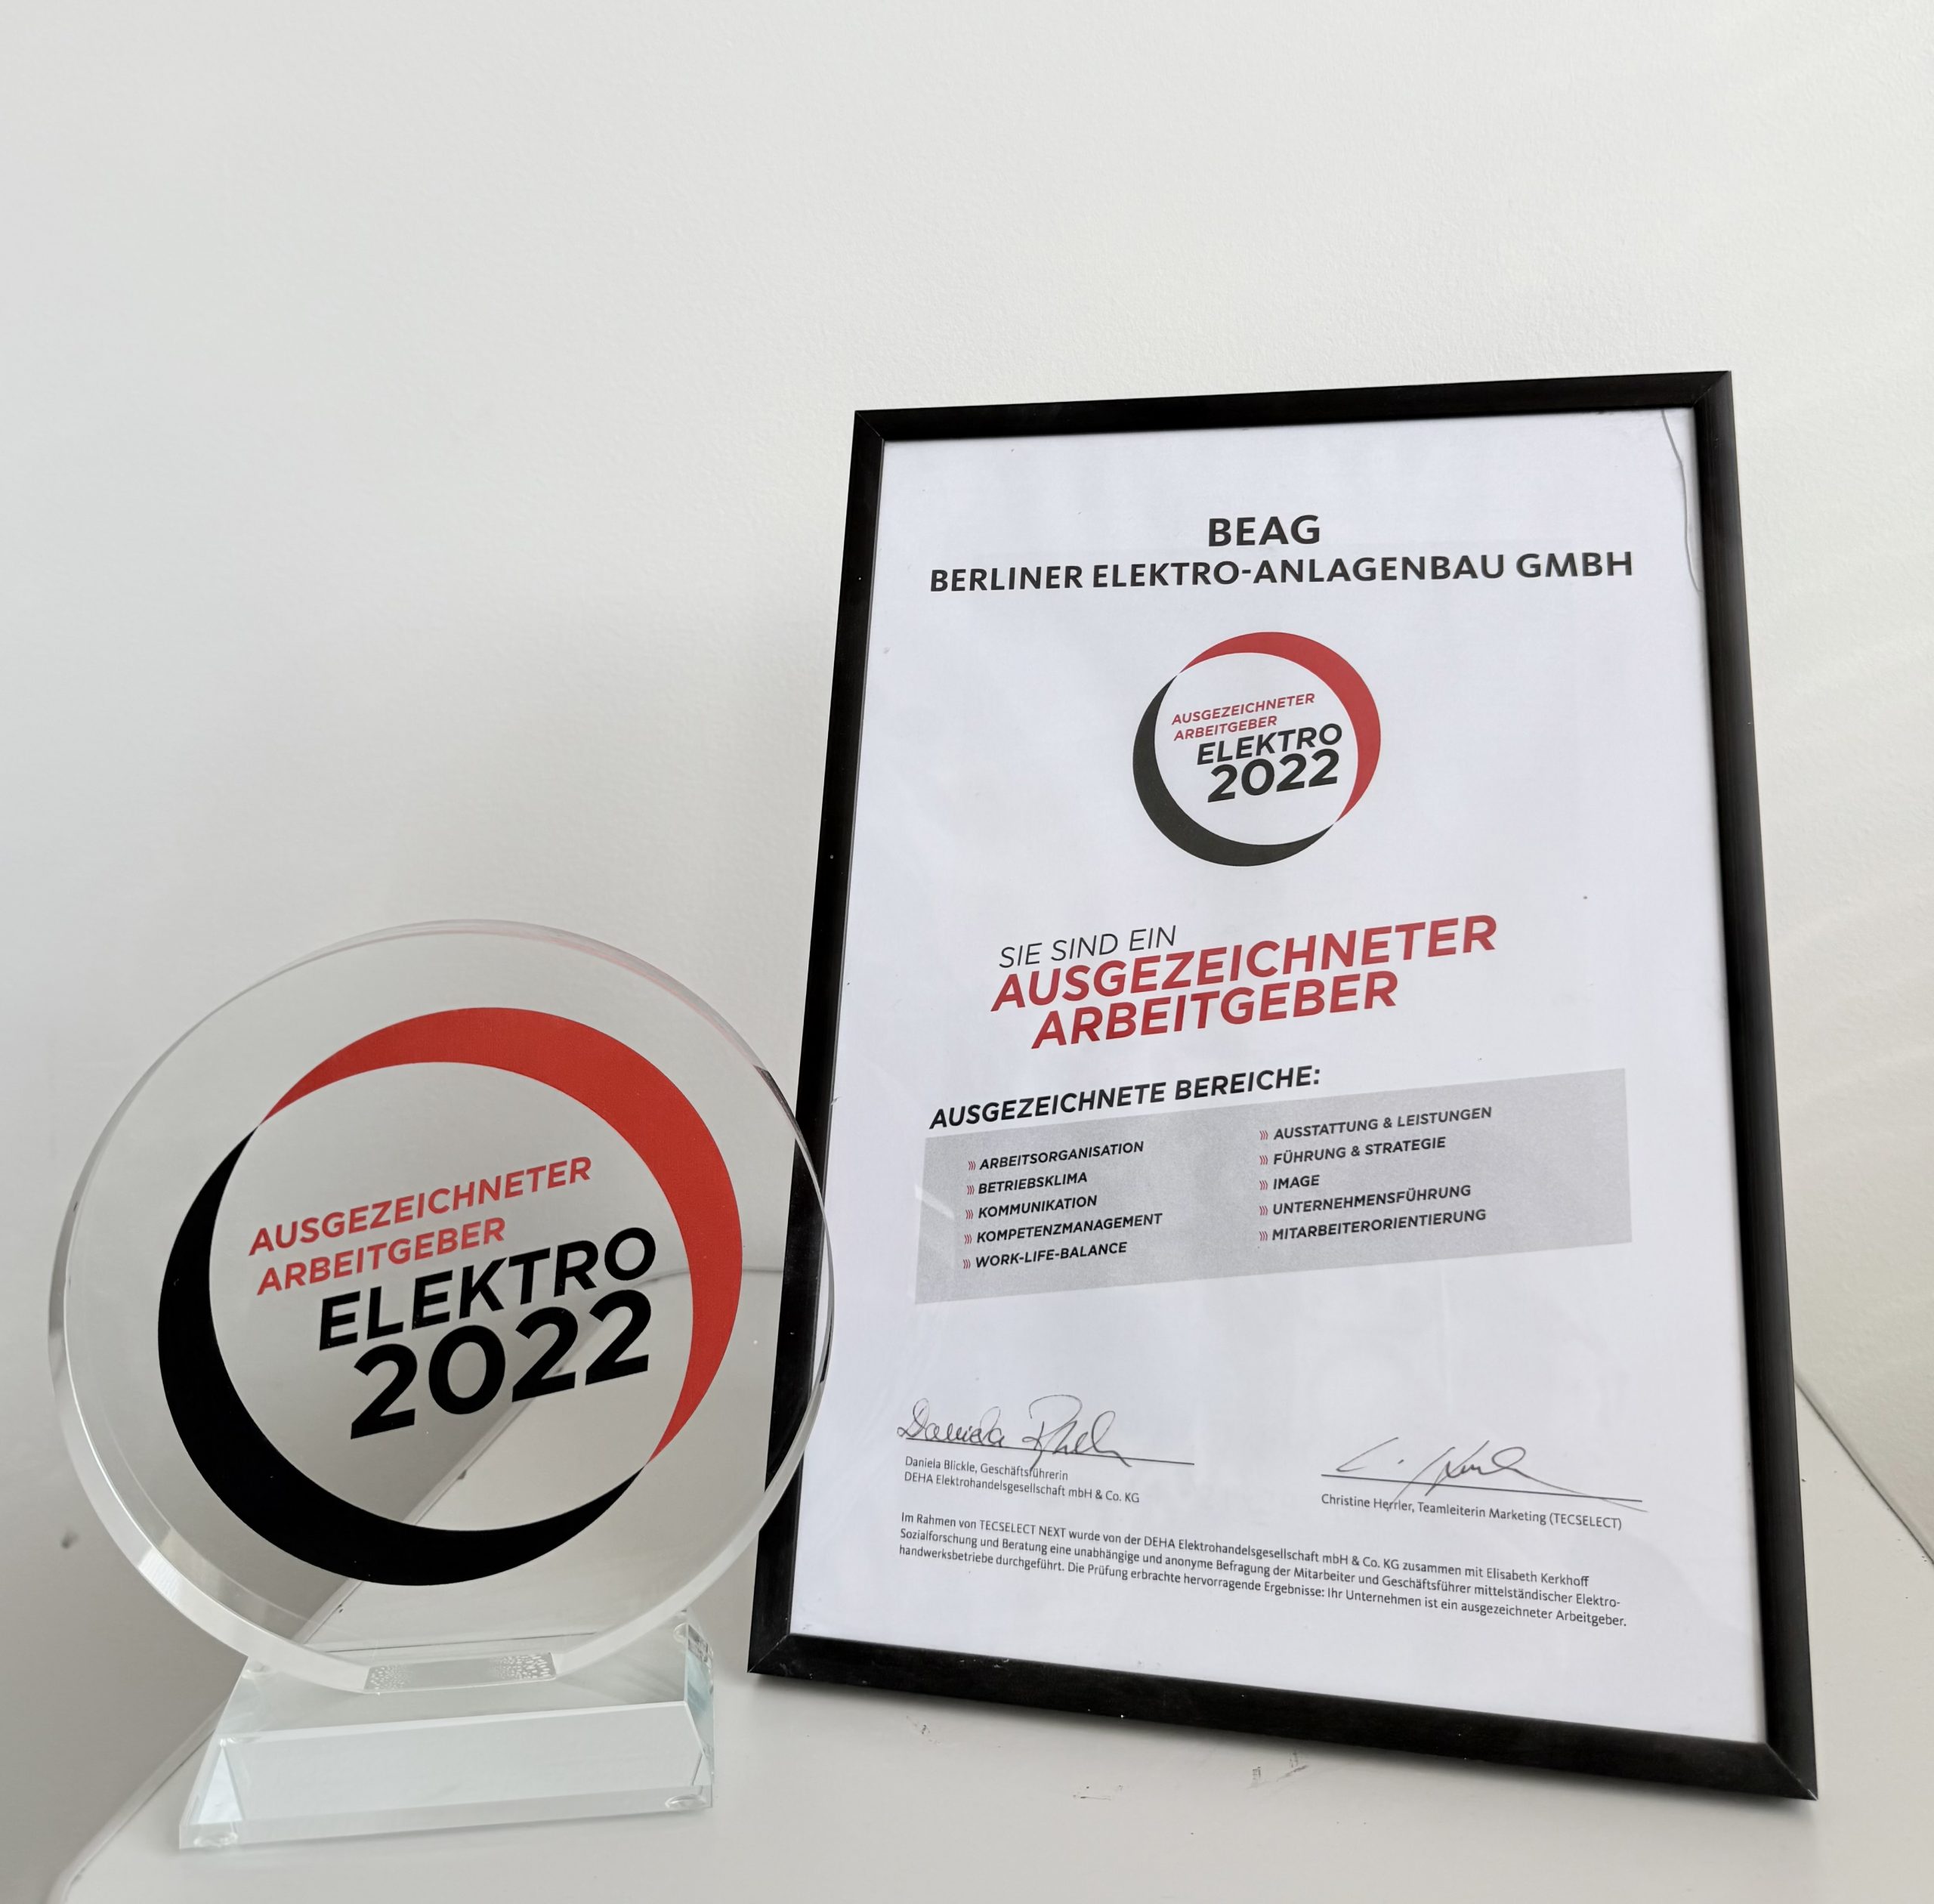 AUSGEZEICHNETER
ARBEITGEBER
ELEKTRO
2022
BEAG
BERLINER ELEKTRO-ANLAGENBAU GMBH
AUSGEZEICHNETER
ARBEITGEBER
ELEKTRO
2022
SIE SIND EIN
AUSGEZEICHNETER
ARBEITGEBER
AUSGEZEICHNETE BEREICHE:
ARBEITSORGANISATION
BETRIEBSKLIMA
KOMMUNIKATION
KOMPETENZMANAGEMENT
WORK-LIFE-BALANCE
AUSSTATTUNG & LEISTUNGEN
FÜHRUNG & STRATEGIE
IMAGE
UNTERNEHMENSFÜHRUNG
MITARBEITERORIENTIERUNG
Daniela Blickle, Geschäftsführerin
DEHA Elektrohandelsgesellschaft mbH & Co. KG
Christine Herrler, Teamleiterin Marketing (TECSELECT)
Im Rahmen von TECSELECT NEXT wurde von der DEHA Elektrohandelsgesellschaft mbH & Co. KG zusammen mit Elisabeth Kerkhoff
Sozialforschung und Beratung eine unabhängige und anonyme Befragung der Mitarbeiter und Geschäftsführer mittelständischer Elektro-
handwerksbetriebe durchgeführt. Die Prüfung erbrachte hervorragende Ergebnisse: Ihr Unternehmen ist ein ausgezeichneter Arbeitgeber.